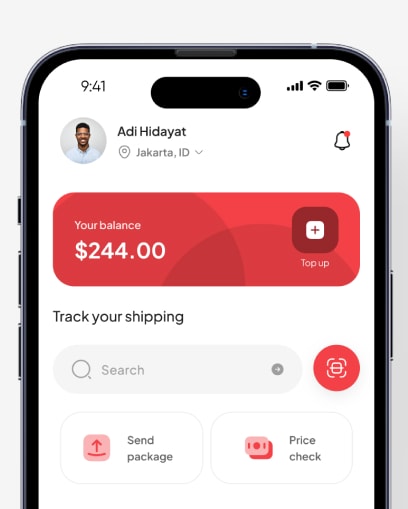 9:41
Adi Hidayat
Jakarta, ID
Your balance
$244.00
Top up
Track your shipping
Search
Send
package
Price
check